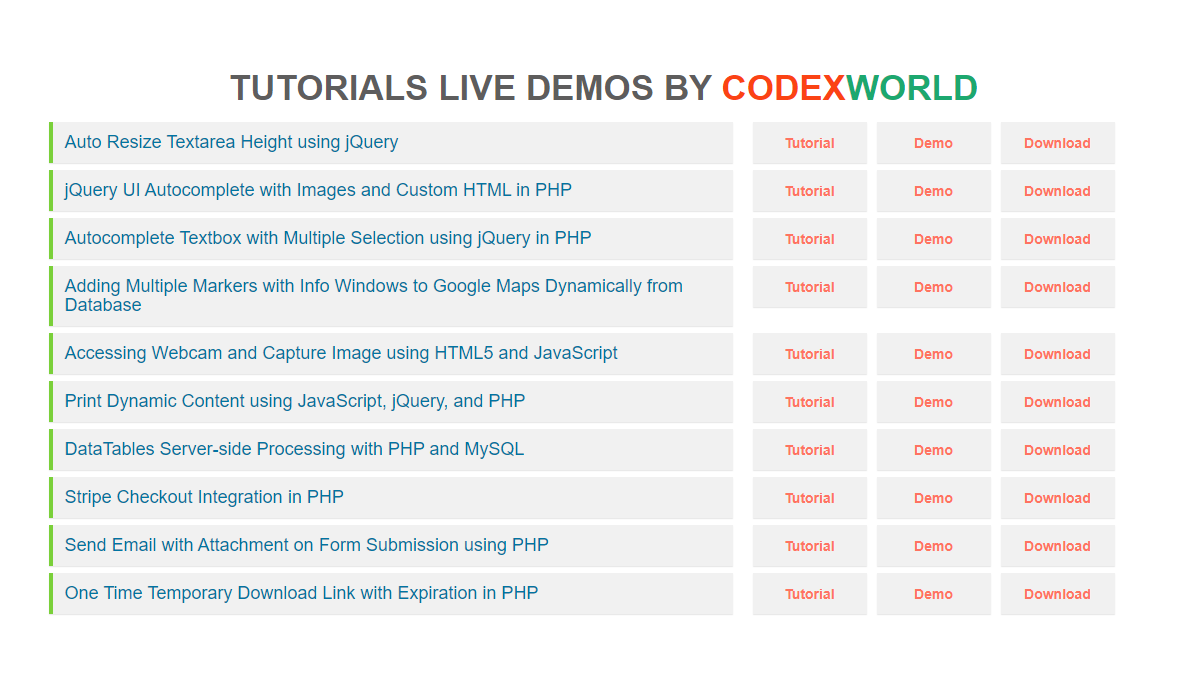 TUTORIALS LIVE DEMOS BY CODEXWORLD
Auto Resize Textarea Height using jQuery Tutorial Demo Download
jQuery UI Autocomplete with Images and Custom HTML in PHP Tutorial Demo Download
Autocomplete Textbox with Multiple Selection using jQuery in PHP Tutorial Demo Download
Adding Multiple Markers with Info Windows to Google Maps Dynamically from Tutorial Demo Download
Database
Accessing Webcam and Capture Image using HTML5 and JavaScript Tutorial Demo Download
Print Dynamic Content using JavaScript, jQuery, and PHP Tutorial Demo Download
DataTables Server-side Processing with PHP and MySQL Tutorial Demo Download
Stripe Checkout Integration in PHP Tutorial Demo Download
Send Email with Attachment on Form Submission using PHP Tutorial Demo Download
One Time Temporary Download Link with Expiration in PHP Tutorial Demo Download